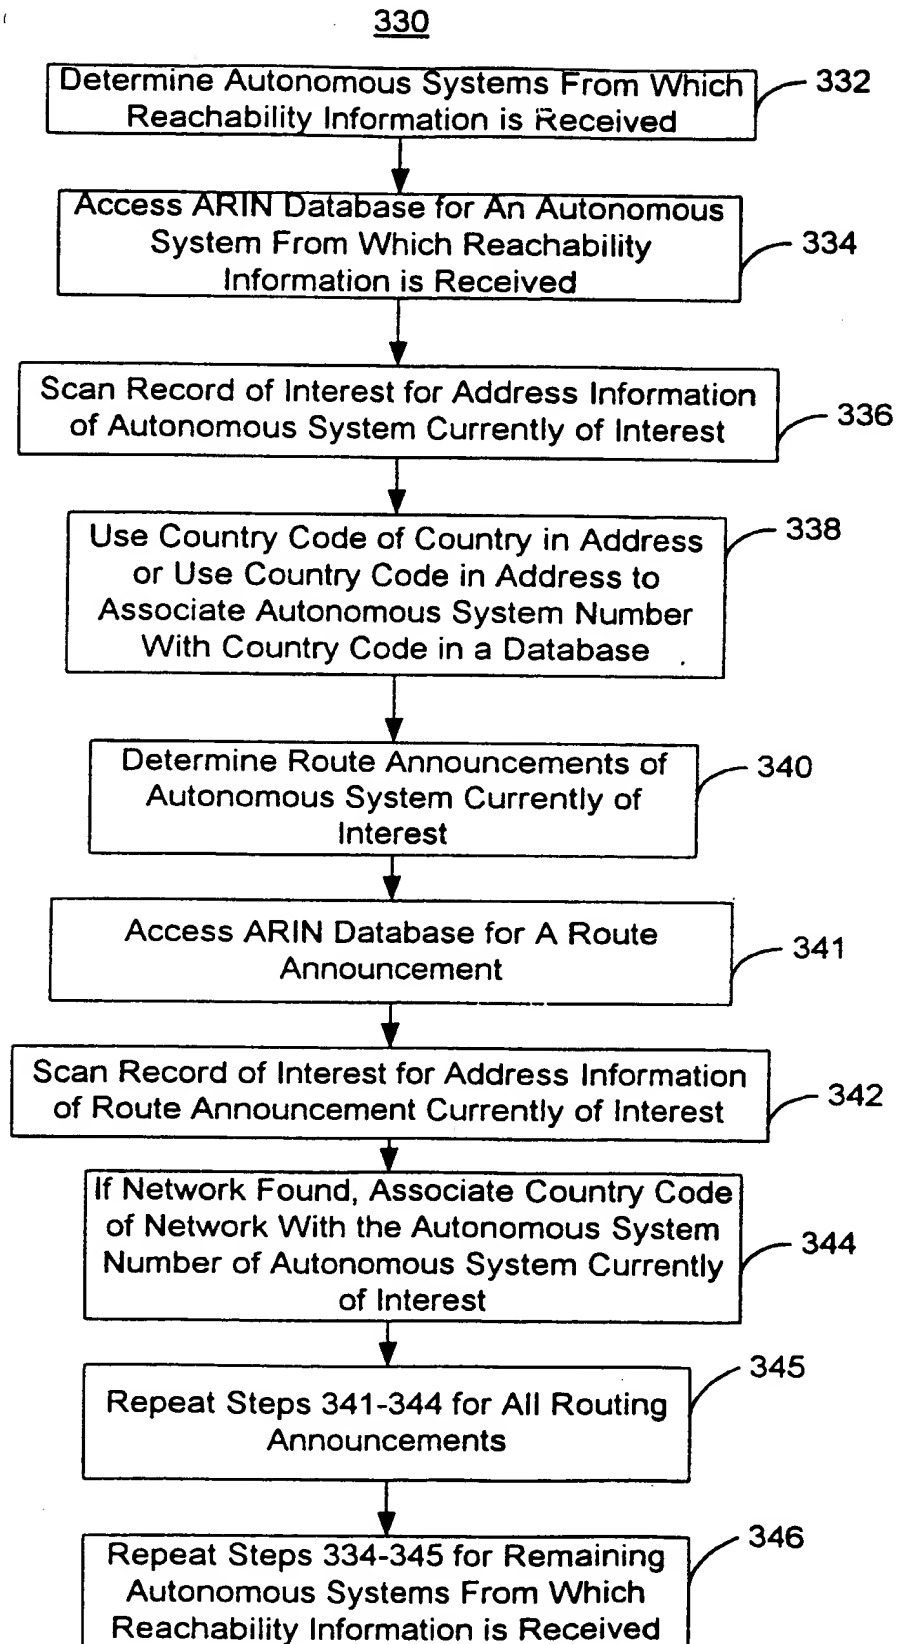 330
Determine Autonomous Systems From Which
Reachability Information is Received
332
Access ARIN Database for An Autonomous
System From Which Reachability
Information is Received
334
Scan Record of Interest for Address Information
of Autonomous System Currently of Interest
336
Use Country Code of Country in Address
or Use Country Code in Address to
Associate Autonomous System Number
With Country Code in a Database
338
Determine Route Announcements of
Autonomous System Currently of
Interest
340
Access ARIN Database for A Route
Announcement
341
Scan Record of Interest for Address Information
of Route Announcement Currently of Interest
342
If Network Found, Associate Country Code
of Network With the Autonomous System
Number of Autonomous System Currently
of Interest
344
Repeat Steps 341-344 for All Routing
Announcements
345
Repeat Steps 334-345 for Remaining
Autonomous Systems From Which
Reachability Information is Received
346